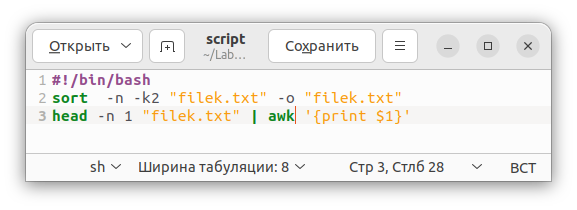 Открыть
script
~/Lab...
Сохранить
1 #!/bin/bash
2 sort  -n -k2 "filek.txt" -o "filek.txt"
3 head -n 1 "filek.txt" | awk '{print $1}'
sh
Ширина табуляции: 8
Стр 3, Стлб 28
ВСТ